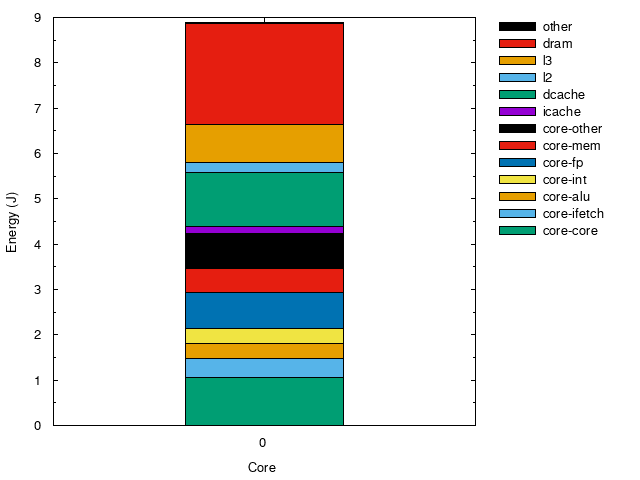 9
8
7
6
5
4
3
2
1
0
Energy (J)
0
Core
other
dram
l3
l2
dcache
icache
core-other
core-mem
core-fp
core-int
core-alu
core-ifetch
core-core